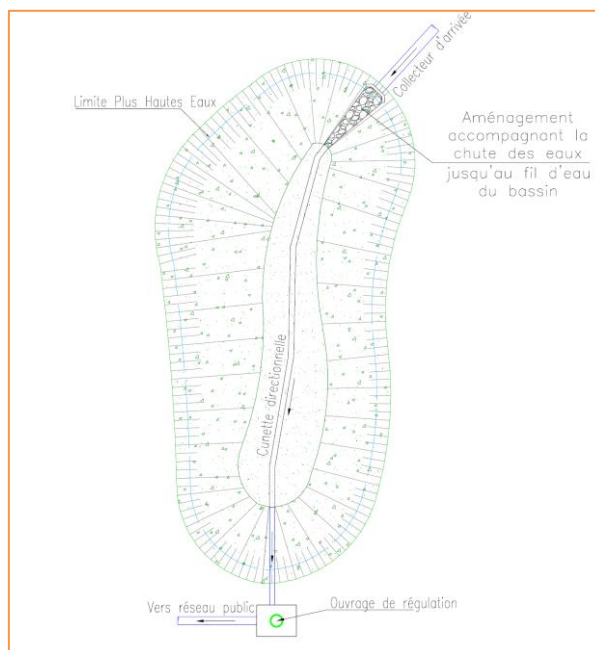 Collecteur d'arrivée
Limite Plus Hautes Eaux
Aménagement
accompagnant la
chute des eaux
jusqu'au fil d'eau
du bassin
Cunette directionnelle
Vers réseau public
Ouvrage de régulation